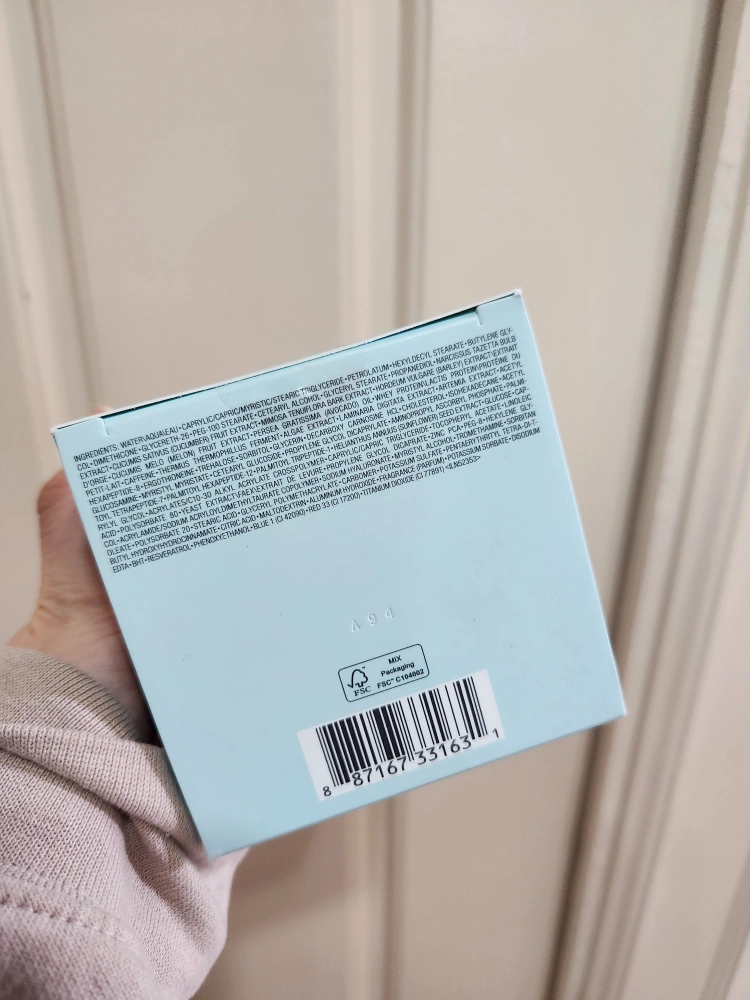 INGREDIENTS: WATER\AQUA\EAU • CAPRYLIC/CAPRIC/MYRISTIC/STEARIC TRIGLYCERIDE • PETROLATUM • HEXYLDECYL STEARATE • BUTYLENE GLY-
COL • DIMETHICONE • GLYCERETH-26 • PEG-100 STEARATE • CETEARYL ALCOHOL • GLYCERYL STEARATE • PROPANEDIOL • NARCISSUS TAZETTA BULB
EXTRACT • CUCUMIS SATIVUS (CUCUMBER) FRUIT EXTRACT • MIMOSA TENUIFLORA BARK EXTRACT • HORDEUM VULGARE (BARLEY) EXTRACT\EXTRAIT
D'ORGE • CUCUMIS MELO (MELON) FRUIT EXTRACT • PERSEA GRATISSIMA (AVOCADO) OIL • WHEY PROTEIN\LACTIS PROTEIN\PROTÉINE DU
PETIT-LAIT • CAFFEINE • THERMUS THERMOPHILLUS FERMENT • ALGAE EXTRACT • LAMINARIA DIGITATA EXTRACT • ARTEMIA EXTRACT • ACETYL
HEXAPEPTIDE-8 • ERGOTHIONEINE • TREHALOSE • SORBITOL • GLYCERIN • DECARBOXY CARNOSINE HCL • CHOLESTEROL • ISOHEXADECANE • ACETYL
GLUCOSAMINE • MYRISTYL MYRISTATE • CETEARYL GLUCOSIDE • PROPYLENE GLYCOL DICAPRYLATE • AMINOPROPYL ASCORBYL PHOSPHATE • PALMI-
TOYL TETRAPEPTIDE-7 • PALMITOYL HEXAPEPTIDE-12 • PALMITOYL TRIPEPTIDE-1 • HELIANTHUS ANNUUS (SUNFLOWER) SEED EXTRACT • GLUCOSE • CAP-
RYLYL GLYCOL • ACRYLATES/C10-30 ALKYL ACRYLATE CROSSPOLYMER • CAPRYLIC/CAPRIC TRIGLYCERIDE • TOCOPHERYL ACETATE • LINOLEIC
ACID • POLYSORBATE 80 • YEAST EXTRACT\FAEX\EXTRAIT DE LEVURE • PROPYLENE GLYCOL DICAPRATE • ZINC PCA • PEG-8 • HEXYLENE GLY-
COL • ACRYLAMIDE/SODIUM ACRYLOYLDIMETHYLTAURATE COPOLYMER • SODIUM HYALURONATE • MYRISTYL ALCOHOL • TROMETHAMINE • SORBITAN
OLEATE • POLYSORBATE 20 • STEARIC ACID • GLYCERYL POLYMETHACRYLATE • CARBOMER • POTASSIUM SULFATE • PENTAERYTHRITYL TETRA-DI-T-
BUTYL HYDROXYHYDROCINNAMATE • CITRIC ACID • MALTODEXTRIN • ALUMINUM HYDROXIDE • FRAGRANCE (PARFUM) • POTASSIUM SORBATE • DISODIUM
EDTA • BHT • RESVERATROL • PHENOXYETHANOL • BLUE 1 (CI 42090) • RED 33 (CI 17200) • TITANIUM DIOXIDE (CI 77891) <ILN52353>
A94
MIX
Packaging
FSC™ C104002
FSC
8 87167 33163 1